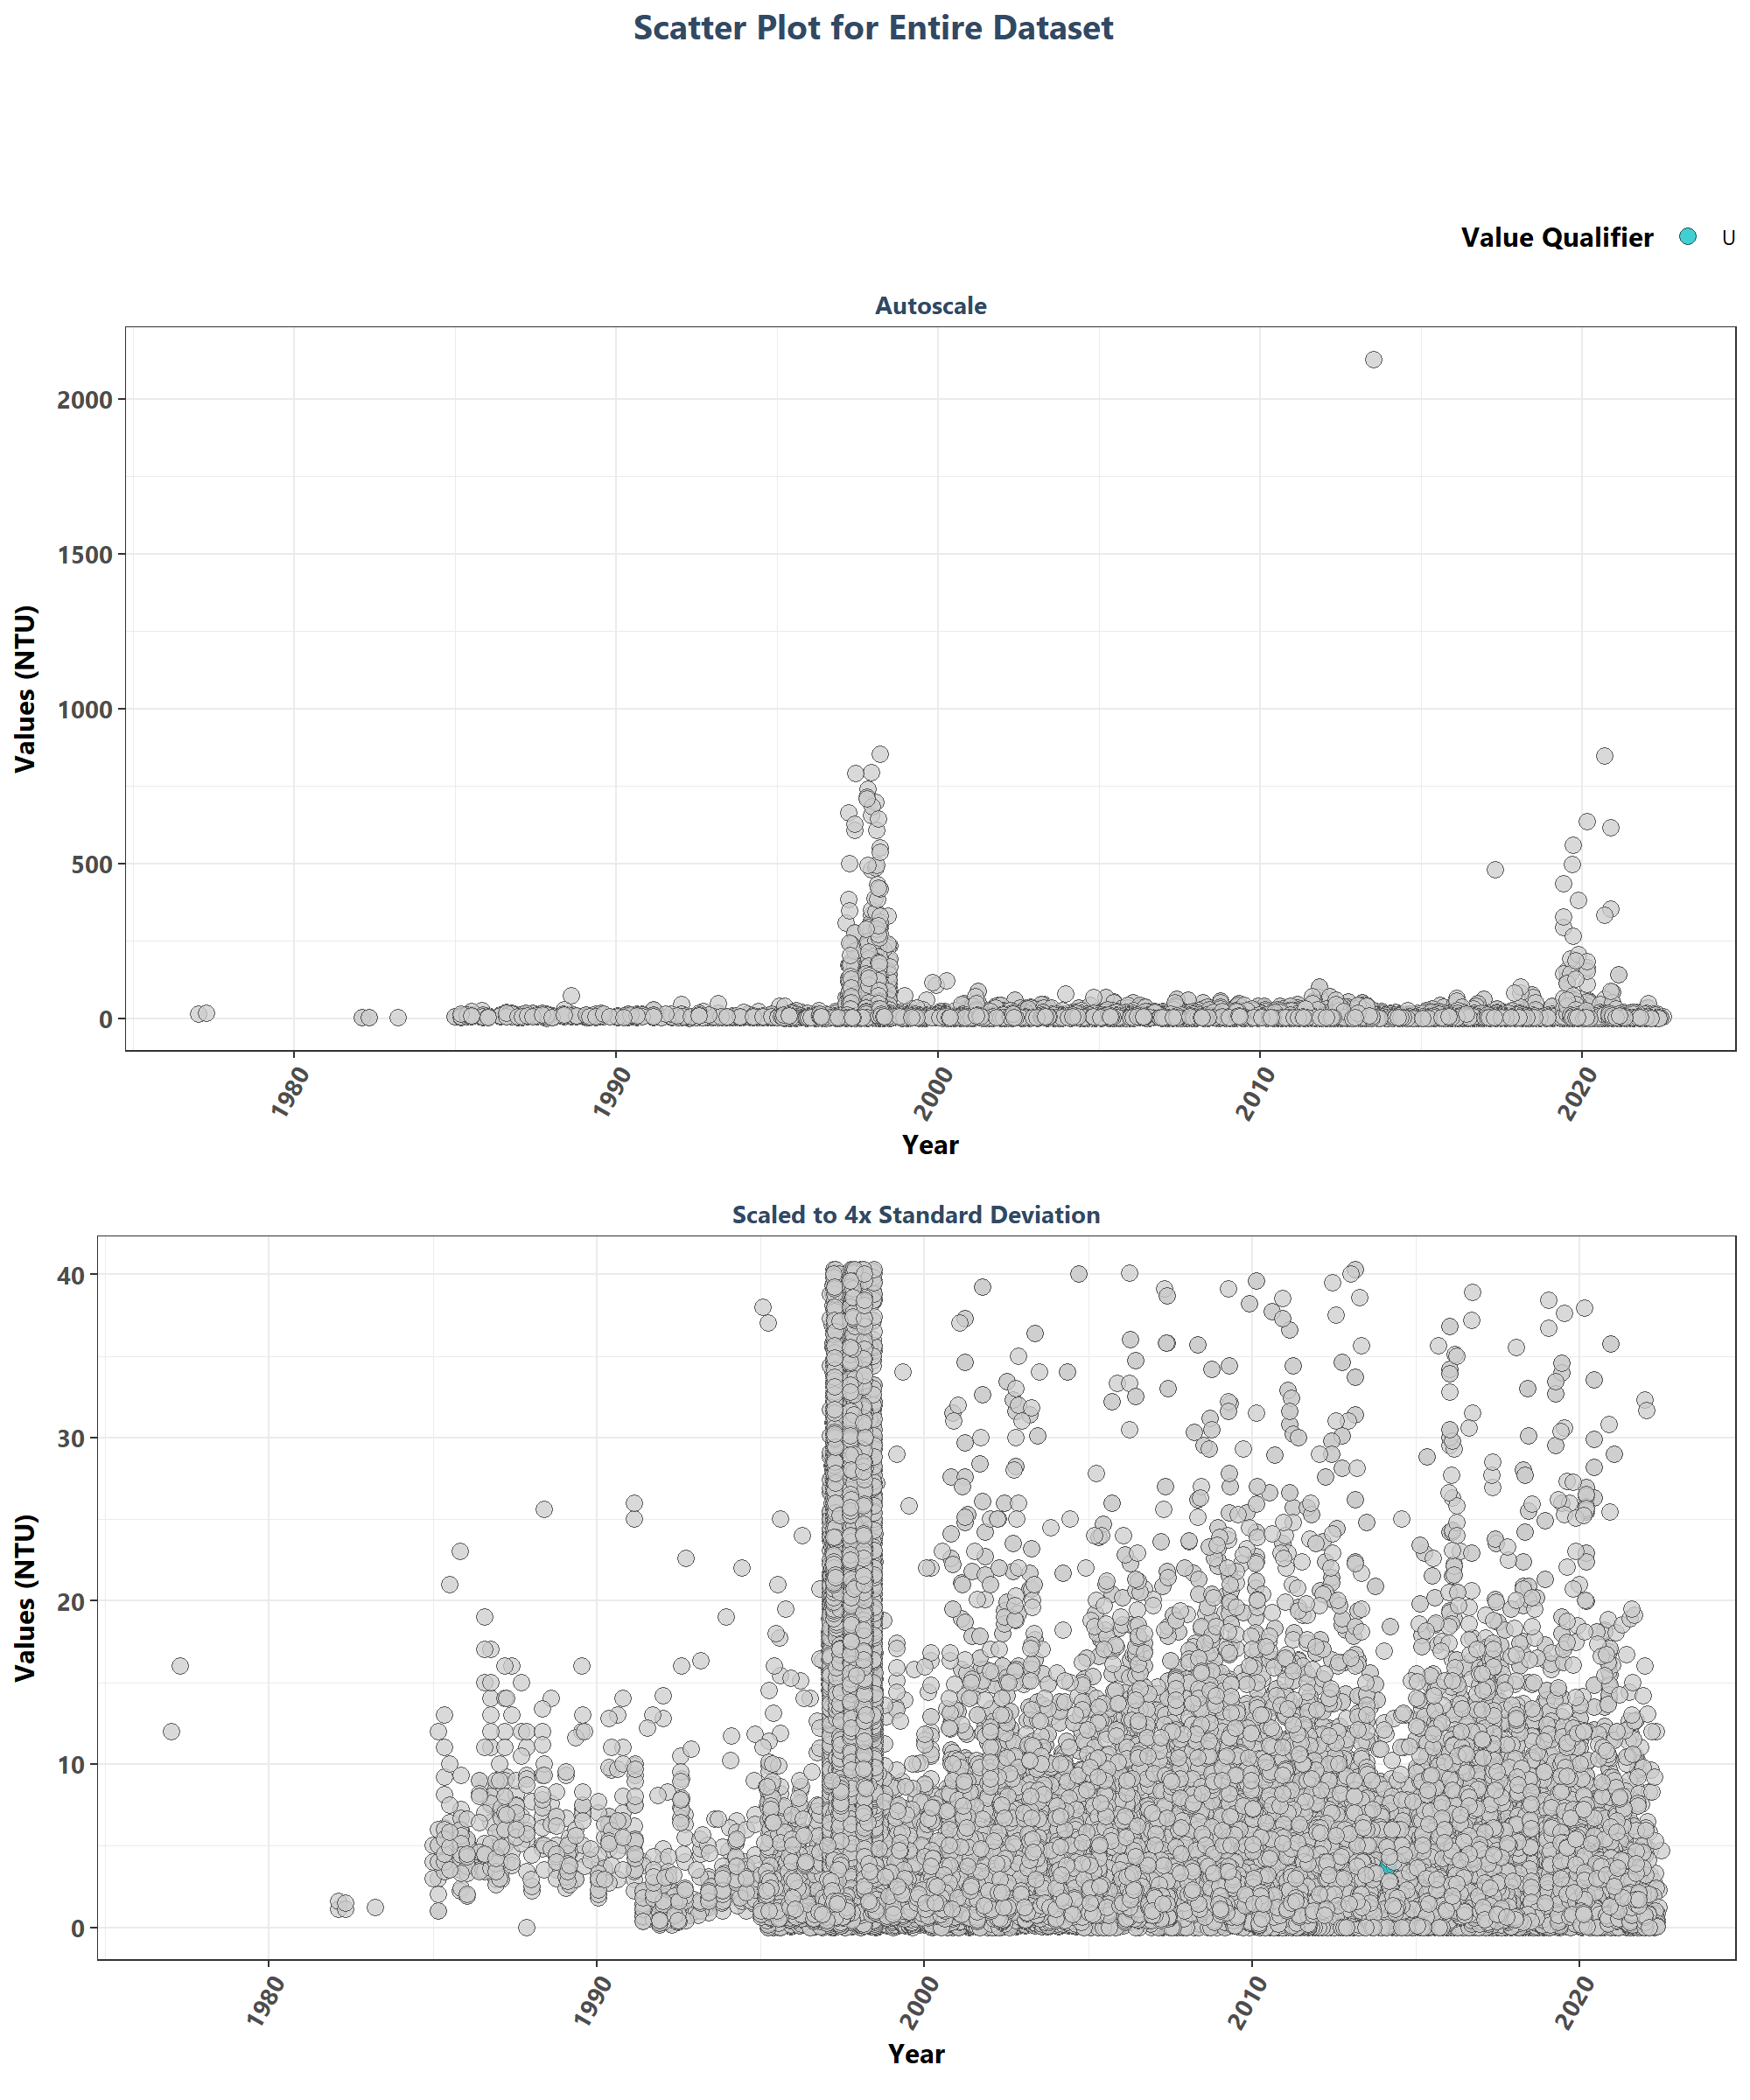 Scatter Plot for Entire Dataset
Value Qualifier U
Autoscale
Values (NTU)
2000
1500
1000
500
0
1980 1990 2000 2010 2020
Year
Scaled to 4x Standard Deviation
Values (NTU)
40
30
20
10
0
1980 1990 2000 2010 2020
Year